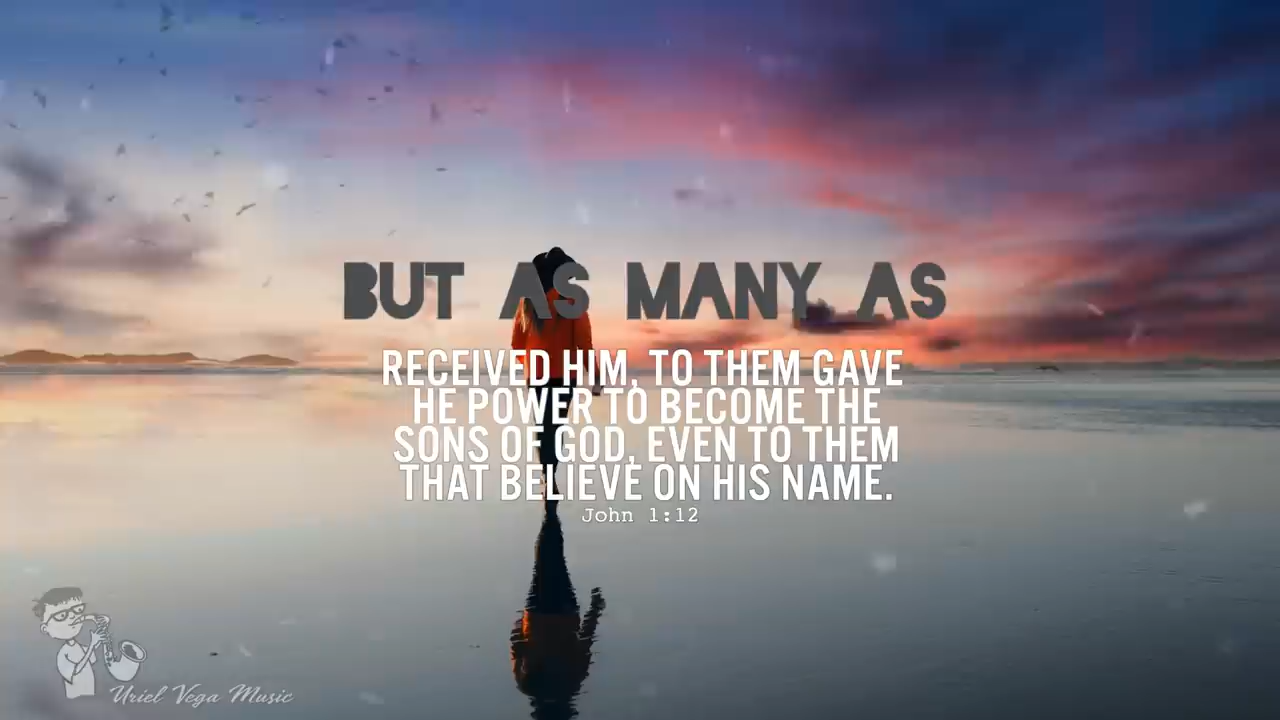 BUT AS MANY AS
RECEIVED HIM, TO THEM GAVE
HE POWER TO BECOME THE
SONS OF GOD, EVEN TO THEM
THAT BELIEVE ON HIS NAME.
John 1:12
Uriel Vega Music